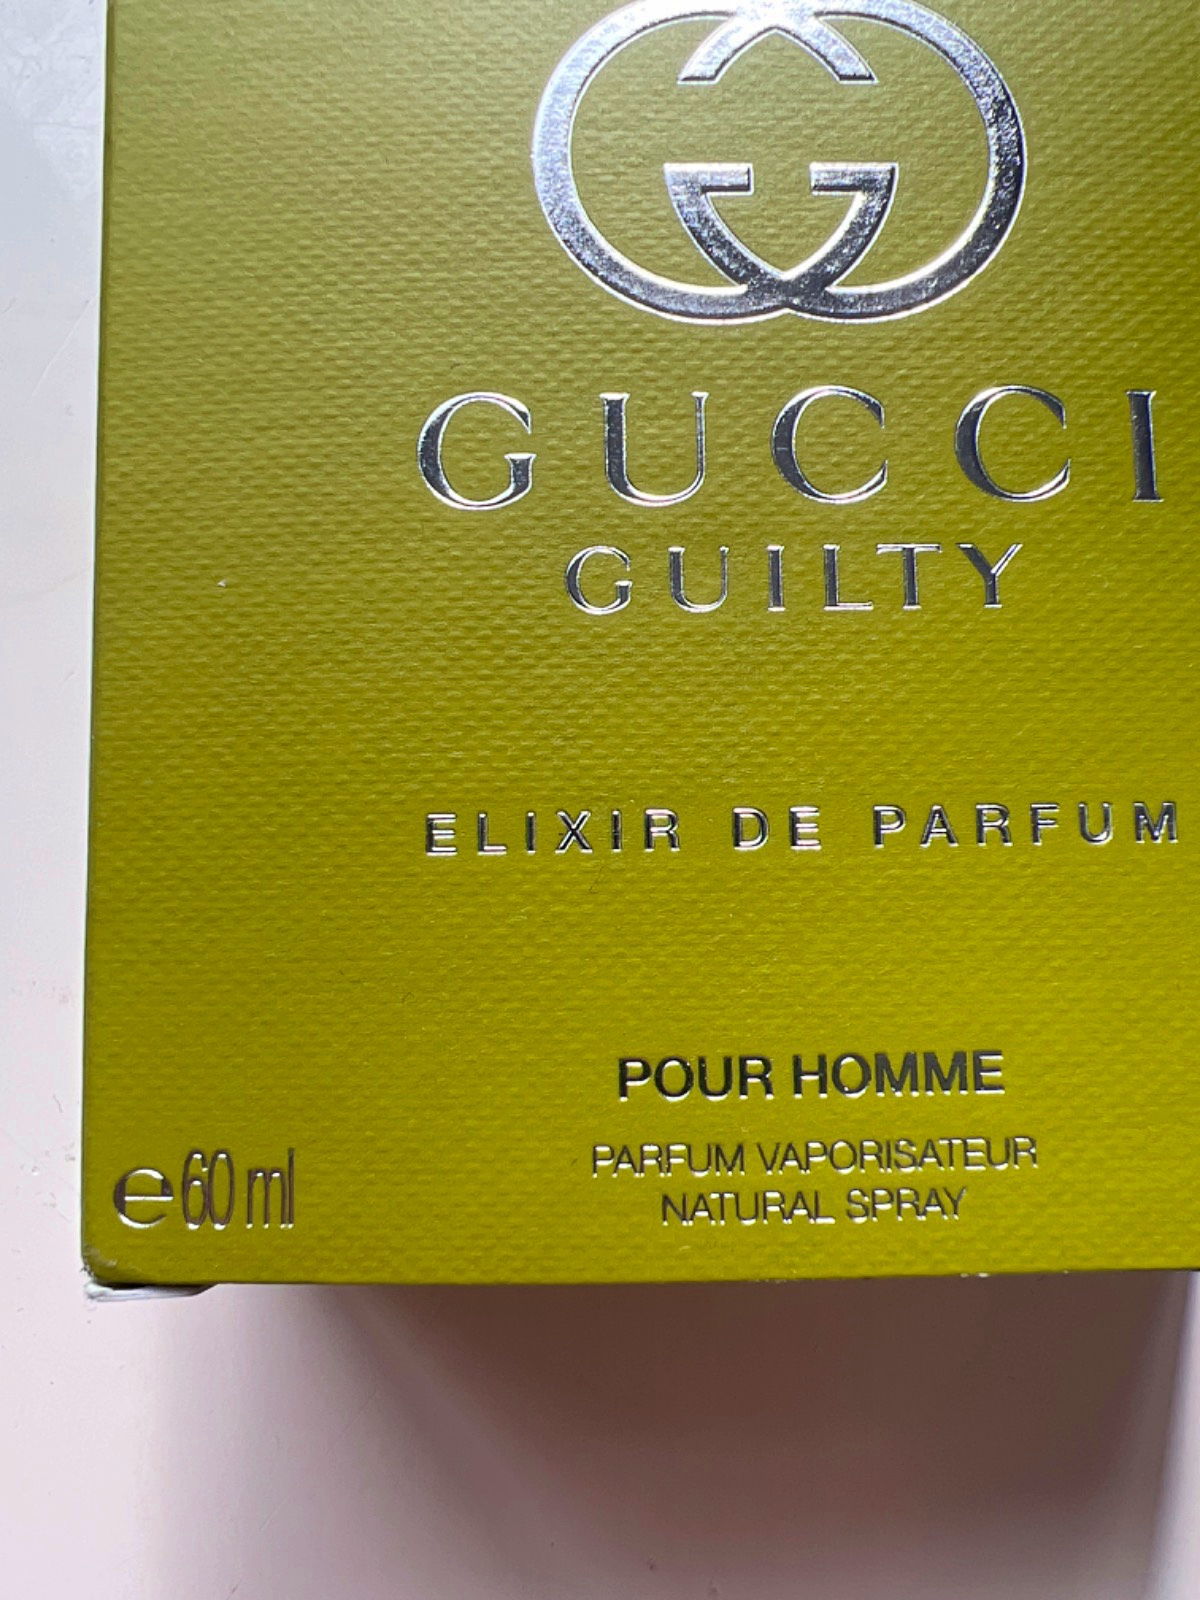 GUCCI
GUILTY
ELIXIR DE PARFUM
POUR HOMME
PARFUM VAPORISATEUR
NATURAL SPRAY
℮60 ml